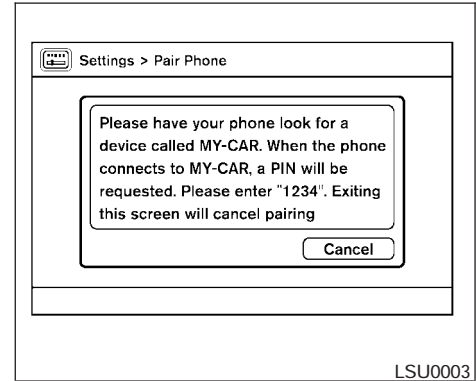 Settings > Pair Phone
Please have your phone look for a
device called MY-CAR. When the phone
connects to MY-CAR, a PIN will be
requested. Please enter "1234". Exiting
this screen will cancel pairing
Cancel
LSU0003